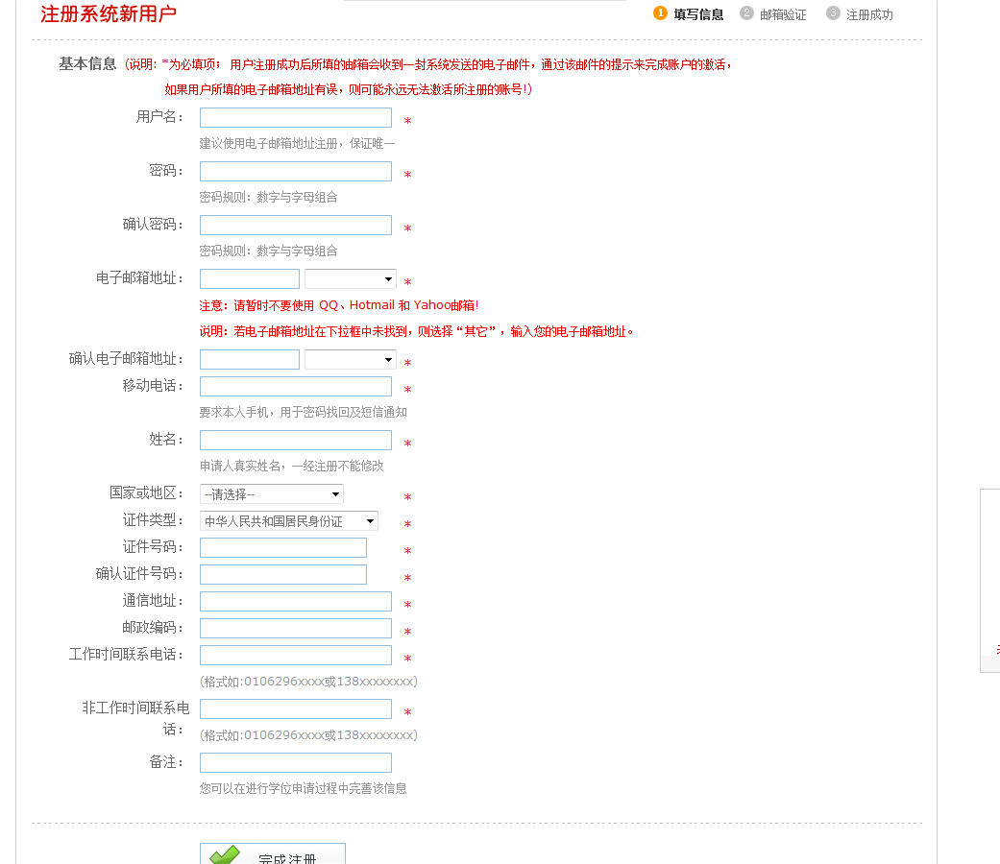 注册系统新用户
1 填写信息 2 邮箱验证 3 注册成功
基本信息（说明: *为必填项； 用户注册成功后所填的邮箱会收到一封系统发送的电子邮件，通过该邮件的提示来完成账户的激活，
如果用户所填的电子邮箱地址有误，则可能永远无法激活所注册的账号!）
用户名： *
建议使用电子邮箱地址注册，保证唯一
密码： *
密码规则：数字与字母组合
确认密码： *
密码规则：数字与字母组合
电子邮箱地址： *
注意：请暂时不要使用 QQ、Hotmail 和 Yahoo邮箱!
说明：若电子邮箱地址在下拉框中未找到，则选择“其它”，输入您的电子邮箱地址。
确认电子邮箱地址： *
移动电话： *
要求本人手机，用于密码找回及短信通知
姓名： *
申请人真实姓名，一经注册不能修改
国家或地区： --请选择-- *
证件类型： 中华人民共和国居民身份证 *
证件号码： *
确认证件号码： *
通信地址： *
邮政编码： *
工作时间联系电话： *
(格式如:0106296xxxx或138xxxxxxxx)
非工作时间联系电 *
话：
(格式如:0106296xxxx或138xxxxxxxx)
备注：
您可以在进行学位申请过程中完善该信息
完成注册